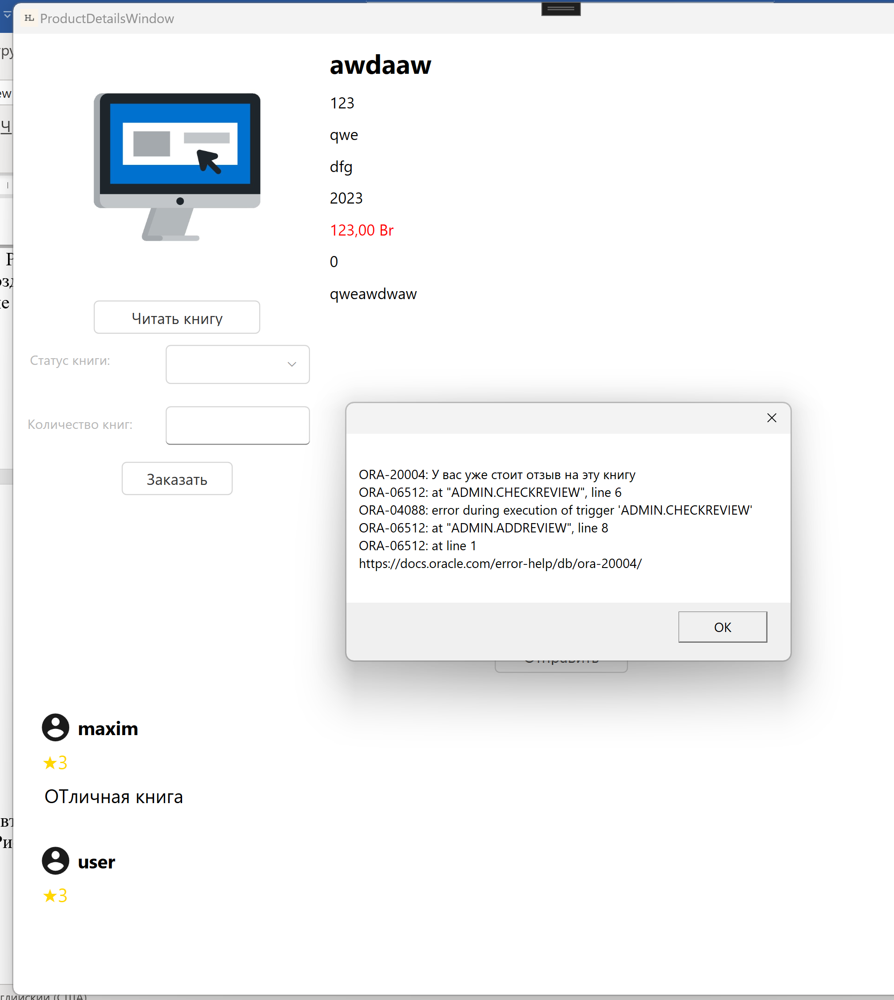 HL ProductDetailsWindow
awdaaw
123
qwe
dfg
2023
123,00 Br
0
qweawdwaw
Читать книгу
Статус книги:
Количество книг:
Заказать
ORA-20004: У вас уже стоит отзыв на эту книгу
ORA-06512: at "ADMIN.CHECKREVIEW", line 6
ORA-04088: error during execution of trigger 'ADMIN.CHECKREVIEW'
ORA-06512: at "ADMIN.ADDREVIEW", line 8
ORA-06512: at line 1
https://docs.oracle.com/error-help/db/ora-20004/
ОК
Отправить
maxim
★3
ОТличная книга
user
★3